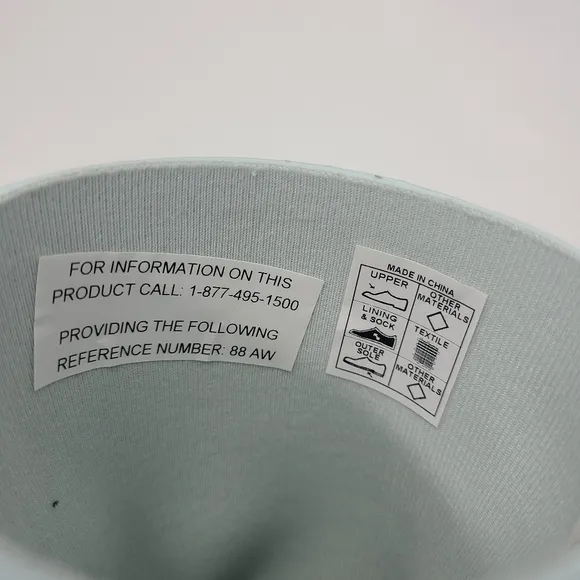 FOR INFORMATION ON THIS
PRODUCT CALL: 1-877-495-1500
PROVIDING THE FOLLOWING
REFERENCE NUMBER: 88 AW
MADE IN CHINA
UPPER
OTHER
MATERIALS
LINING
& SOCK
TEXTILE
OUTER
SOLE
OTHER
MATERIALS